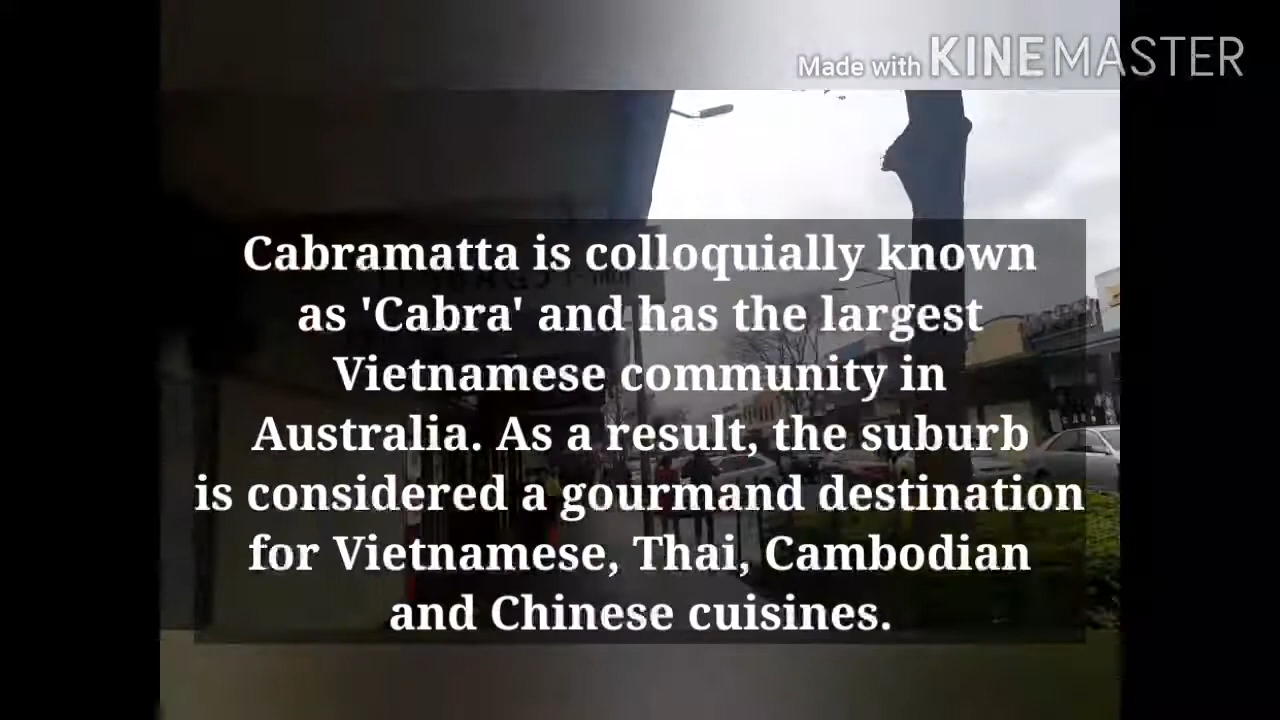 Made with KINEMASTER
Cabramatta is colloquially known
as 'Cabra' and has the largest
Vietnamese community in
Australia. As a result, the suburb
is considered a gourmand destination
for Vietnamese, Thai, Cambodian
and Chinese cuisines.